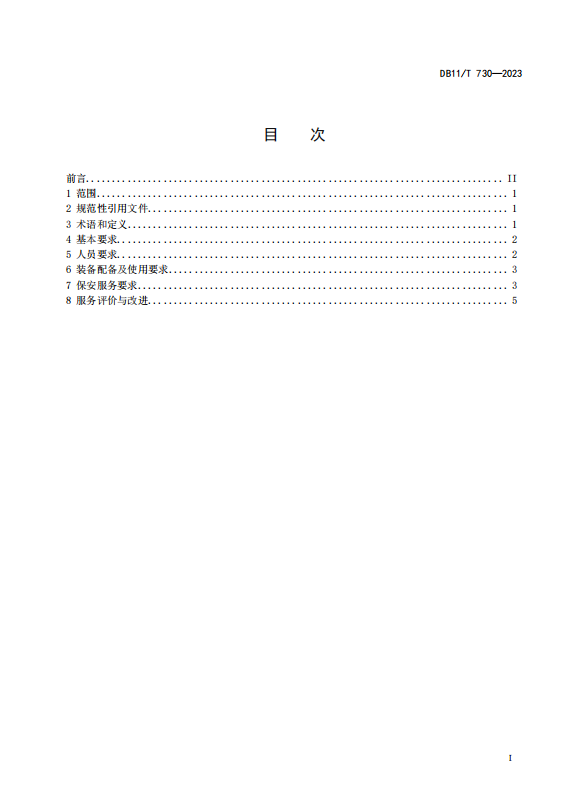 DB11/T 730—2023
目 次
前言........................................................................ II
1 范围........................................................................ 1
2 规范性引用文件........................................................................ 1
3 术语和定义........................................................................ 1
4 基本要求........................................................................ 2
5 人员要求........................................................................ 2
6 装备配备及使用要求........................................................................ 3
7 保安服务要求........................................................................ 3
8 服务评价与改进........................................................................ 5
I